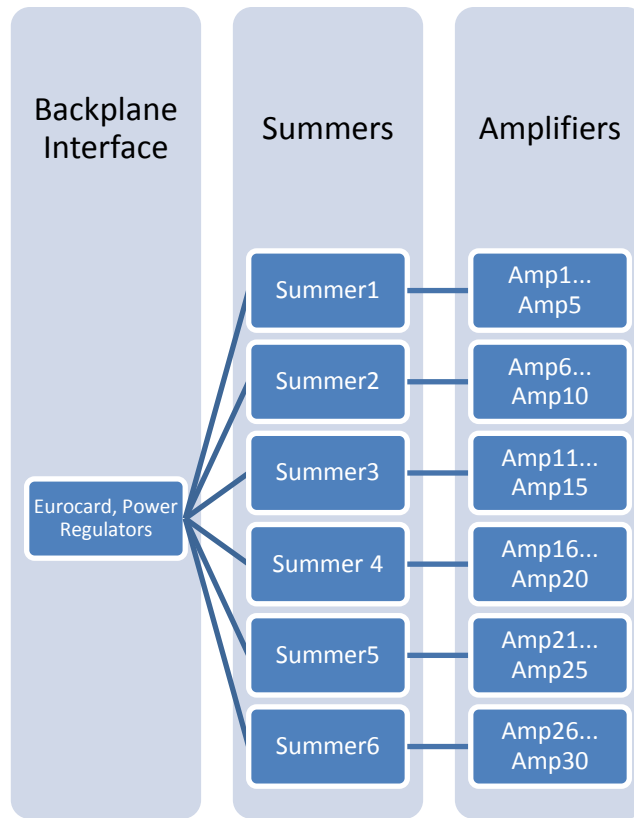 Backplane
Interface
Summers
Amplifiers
Eurocard, Power
Regulators
Summer1
Amp1...
Amp5
Summer2
Amp6...
Amp10
Summer3
Amp11...
Amp15
Summer 4
Amp16...
Amp20
Summer5
Amp21...
Amp25
Summer6
Amp26...
Amp30